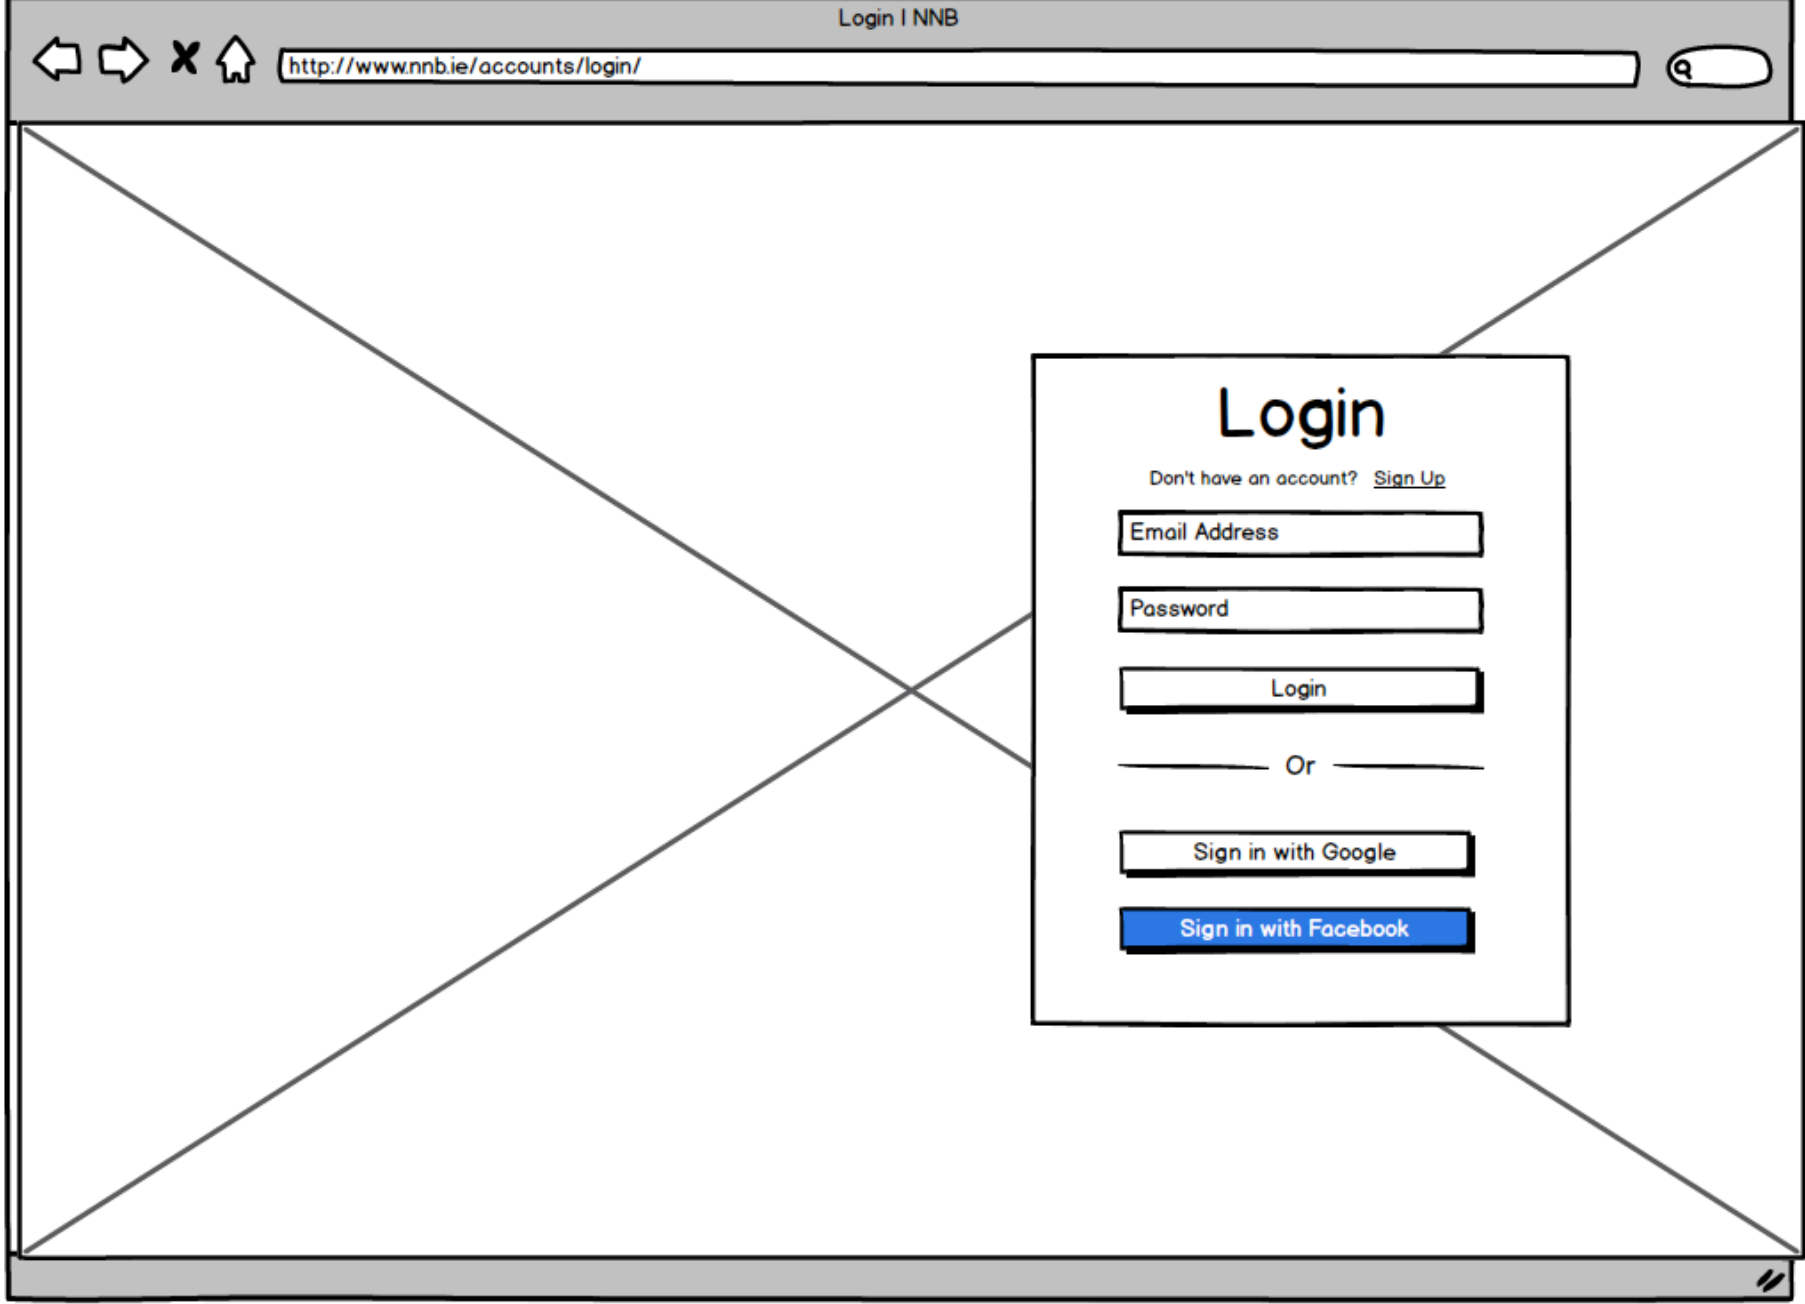 Login | NNB
http://www.nnb.ie/accounts/login/
Login
Don't have an account? Sign Up
Email Address
Password
Login
Or
Sign in with Google
Sign in with Facebook